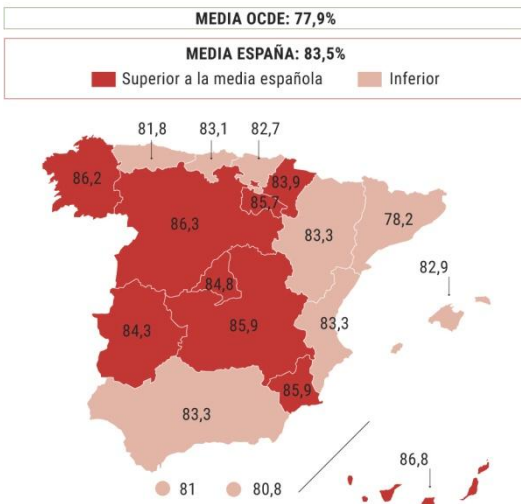 MEDIA OCDE: 77,9%
MEDIA ESPAÑA: 83,5%
Superior a la media española Inferior
81,8 83,1 82,7
86,2 83,9
85,7
86,3 83,3 78,2
84,8 82,9
84,3 85,9 83,3
85,9
83,3
86,8
81 80,8